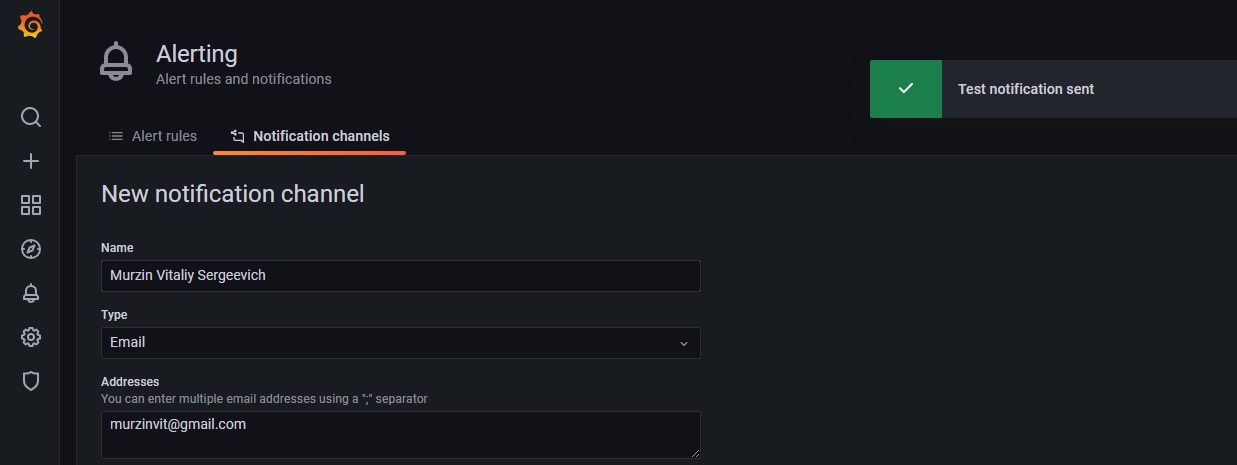 Alerting
Alert rules and notifications
Test notification sent
Alert rules
Notification channels
New notification channel
Name
Murzin Vitaliy Sergeevich
Type
Email
Addresses
You can enter multiple email addresses using a ";" separator
murzinvit@gmail.com